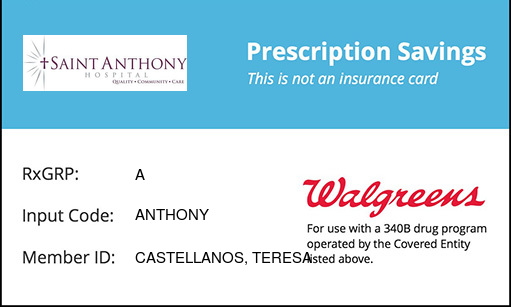 SAINT ANTHONY
HOSPITAL
QUALITY • COMMUNITY • CARE
Prescription Savings
This is not an insurance card
RxGRP: A
Input Code: ANTHONY
Member ID: CASTELLANOS, TERESA
Walgreens
For use with a 340B drug program
operated by the Covered Entity
listed above.